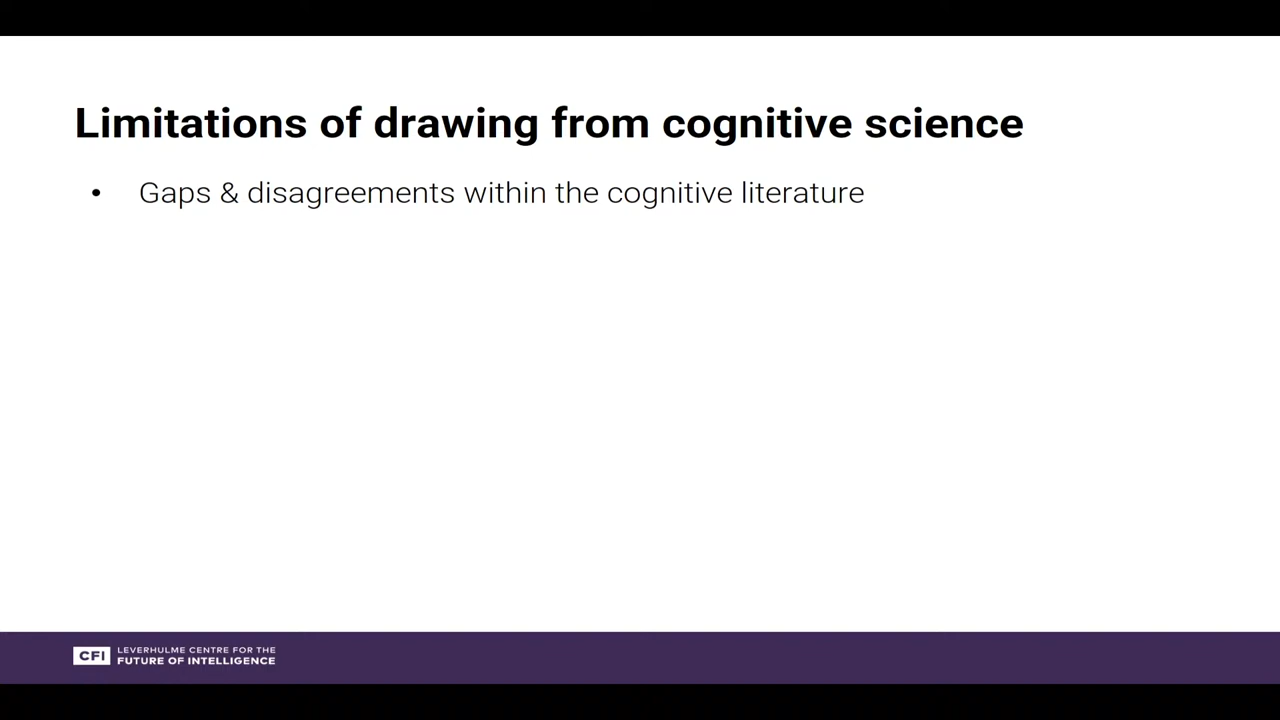 Limitations of drawing from cognitive science
• Gaps & disagreements within the cognitive literature
CFI
LEVERHULME CENTRE FOR THE
FUTURE OF INTELLIGENCE